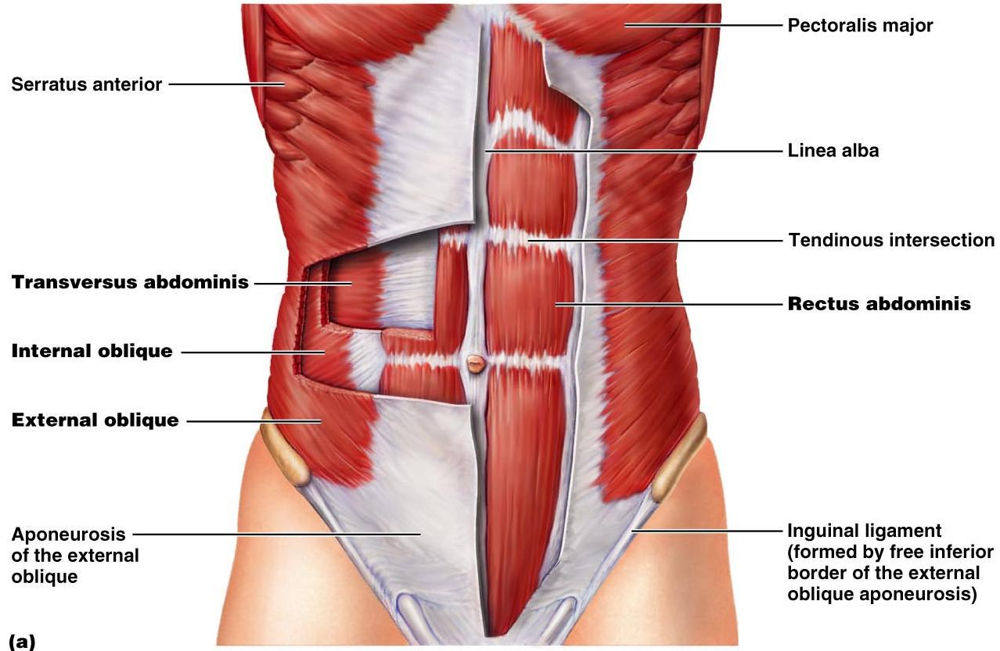 Pectoralis major
Serratus anterior
Linea alba
Tendinous intersection
Transversus abdominis
Rectus abdominis
Internal oblique
External oblique
Aponeurosis
of the external
oblique
Inguinal ligament
(formed by free inferior
border of the external
oblique aponeurosis)
(a)